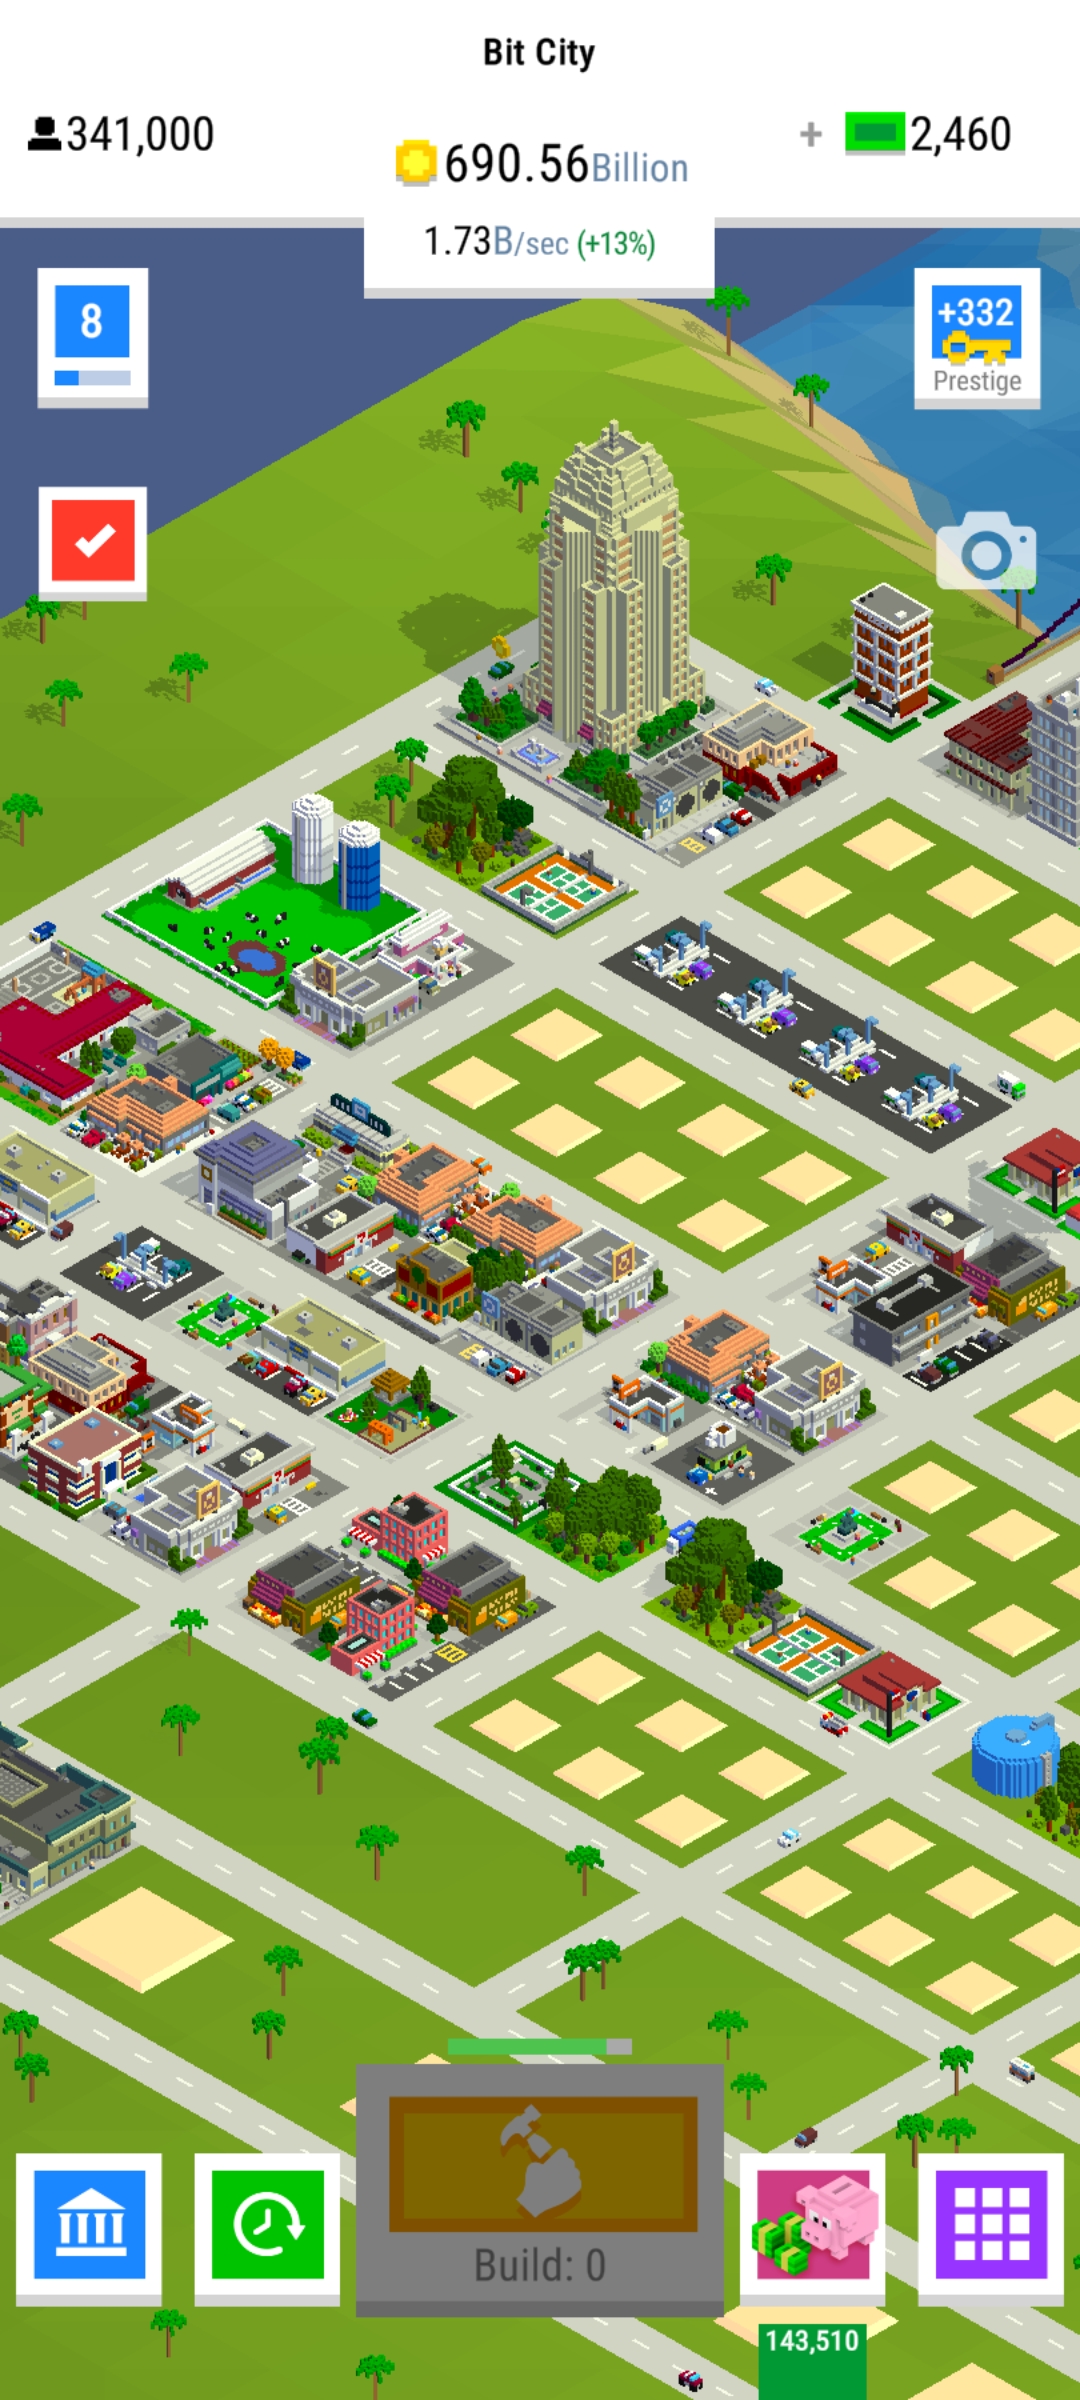 Bit City
341,000
690.56Billion
+ 2,460
1.73B/sec (+13%)
8
+332
Prestige
Build: 0
143,510